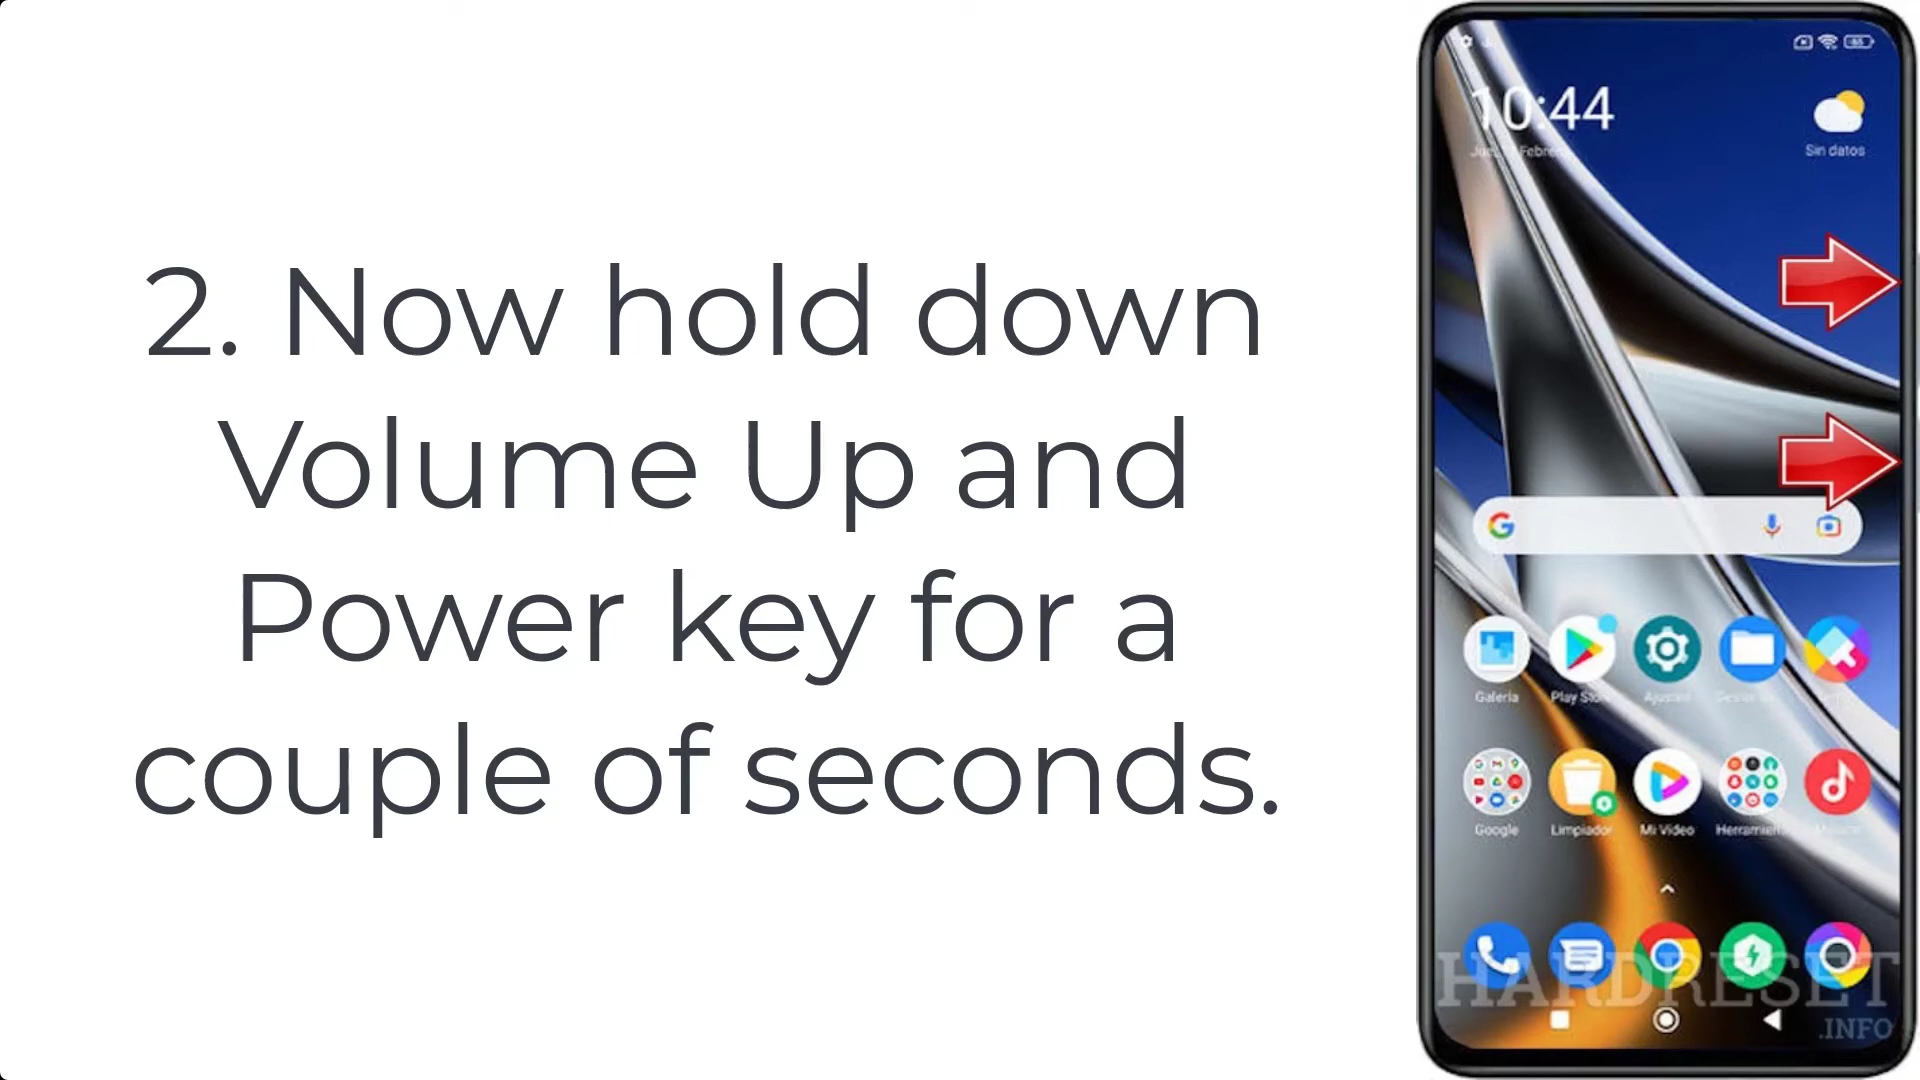 2. Now hold down
Volume Up and
Power key for a
couple of seconds.
10:44
Sin datos
Galería
Google
Limpiador
Mi Video
HARDRESET
.INFO